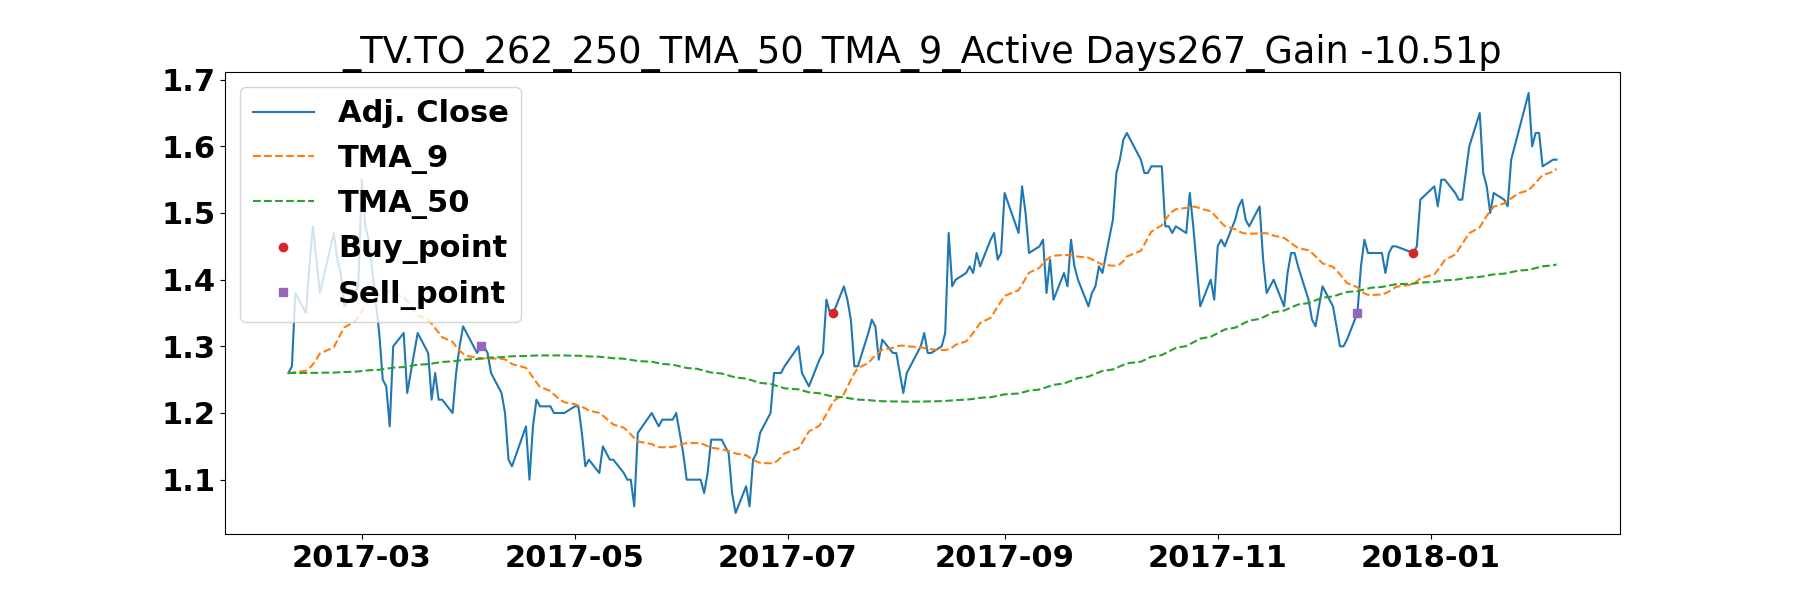 _TV.TO_262_250_TMA_50_TMA_9_Active Days267_Gain -10.51p
1.7
1.6
1.5
1.4
1.3
1.2
1.1
Adj. Close
TMA_9
TMA_50
Buy_point
Sell_point
2017-03 2017-05 2017-07 2017-09 2017-11 2018-01